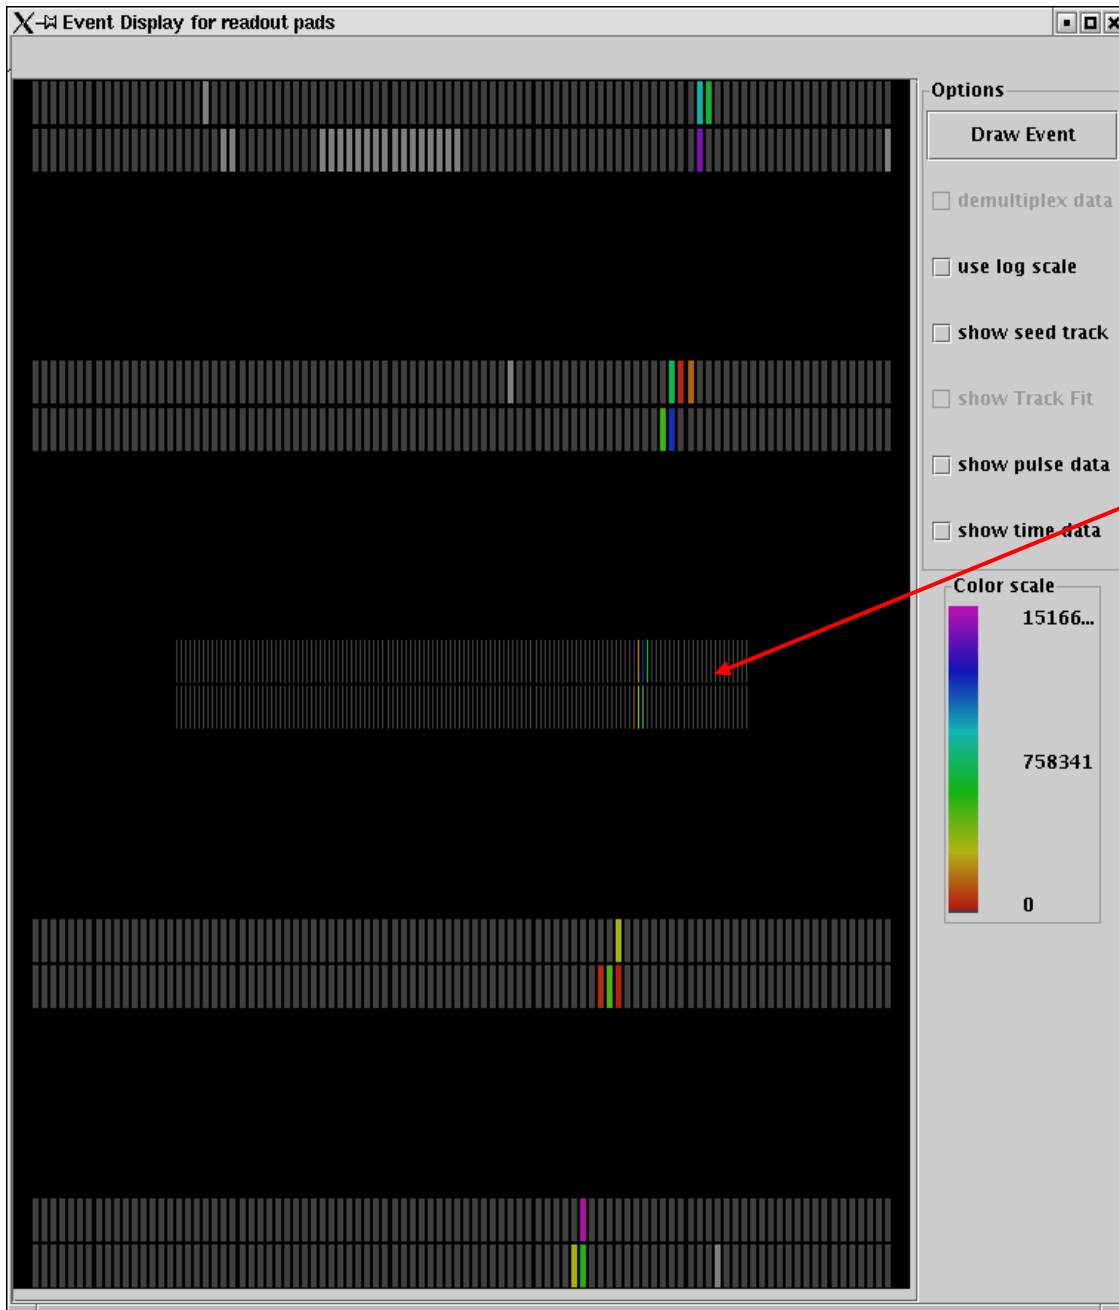 Event Display for readout pads
Options
Draw Event
demultiplex data
use log scale
show seed track
show Track Fit
show pulse data
show time data
Color scale
15166...
758341
0